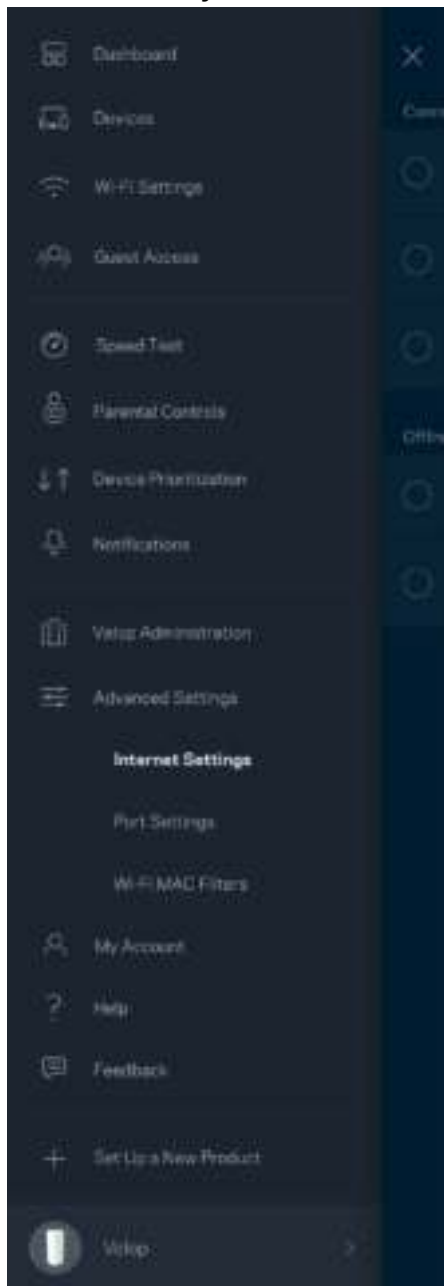 Dashboard
Devices
Wi-Fi Settings
Guest Access
Speed Test
Parental Controls
Device Prioritization
Notifications
Velop Administration
Advanced Settings
Internet Settings
Port Settings
Wi-Fi MAC Filters
My Account
Help
Feedback
Set Up a New Product
Velop